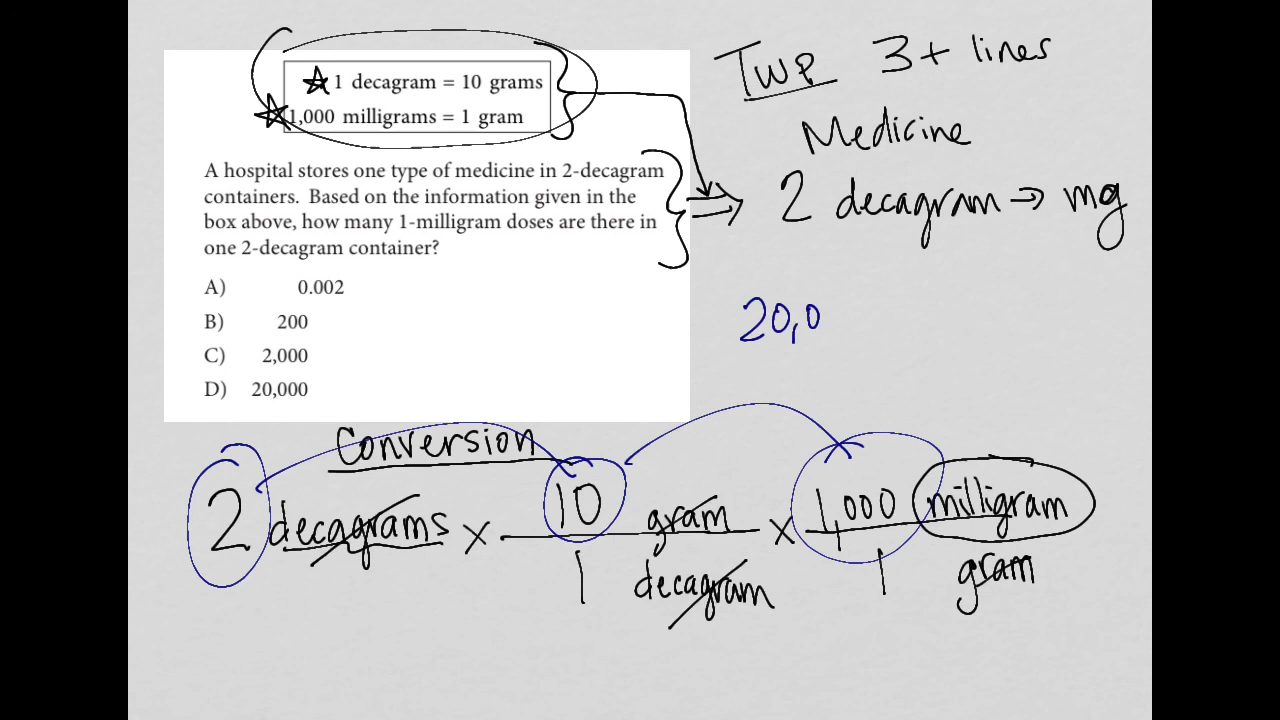 1 decagram = 10 grams
1,000 milligrams = 1 gram
A hospital stores one type of medicine in 2-decagram
containers. Based on the information given in the
box above, how many 1-milligram doses are there in
one 2-decagram container?
A) 0.002
B) 200
C) 2,000
D) 20,000
TWP 3+ lines
Medicine
2 decagram → mg
20,0
Conversion
2 decagrams × 10 gram × 1,000 milligram
1 decagram 1 gram